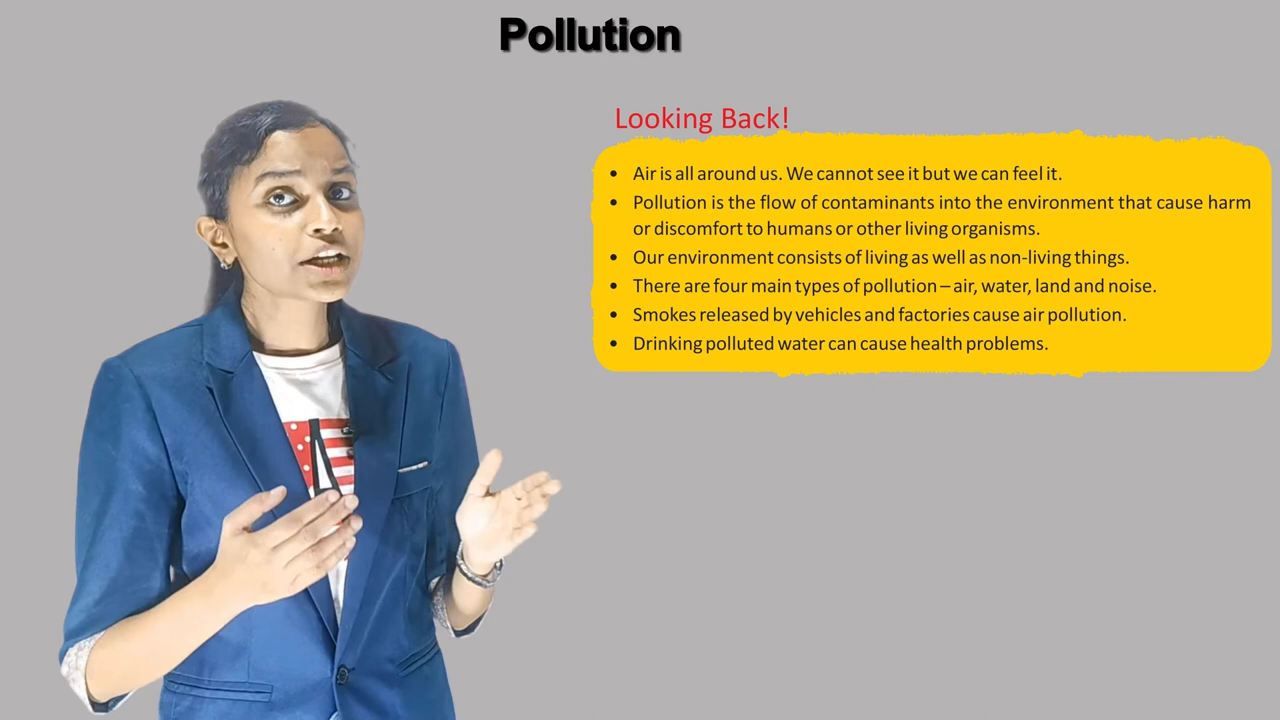 Pollution
Looking Back!
• Air is all around us. We cannot see it but we can feel it.
• Pollution is the flow of contaminants into the environment that cause harm
or discomfort to humans or other living organisms.
• Our environment consists of living as well as non-living things.
• There are four main types of pollution – air, water, land and noise.
• Smokes released by vehicles and factories cause air pollution.
• Drinking polluted water can cause health problems.